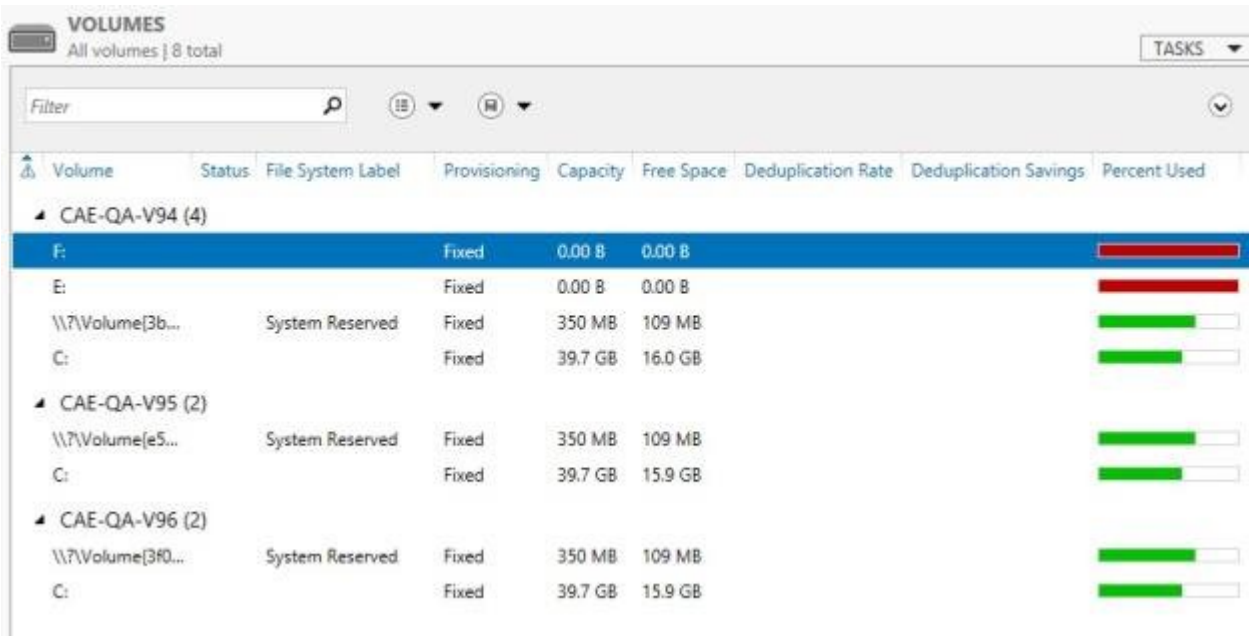 VOLUMES
All volumes | 8 total
TASKS
Filter
Volume Status File System Label Provisioning Capacity Free Space Deduplication Rate Deduplication Savings Percent Used
CAE-QA-V94 (4)
F: Fixed 0.00 B 0.00 B
E: Fixed 0.00 B 0.00 B
\\?\Volume{3b... System Reserved Fixed 350 MB 109 MB
C: Fixed 39.7 GB 16.0 GB
CAE-QA-V95 (2)
\\?\Volume{e5... System Reserved Fixed 350 MB 109 MB
C: Fixed 39.7 GB 15.9 GB
CAE-QA-V96 (2)
\\?\Volume{3f0... System Reserved Fixed 350 MB 109 MB
C: Fixed 39.7 GB 15.9 GB